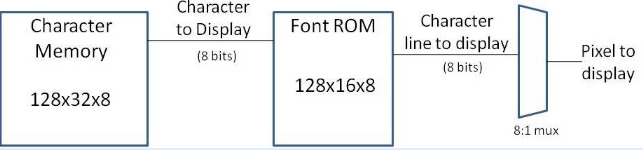 Character
Memory
128x32x8
Character
to Display
(8 bits)
Font ROM
128x16x8
Character
line to display
(8 bits)
8:1 mux
Pixel to
display